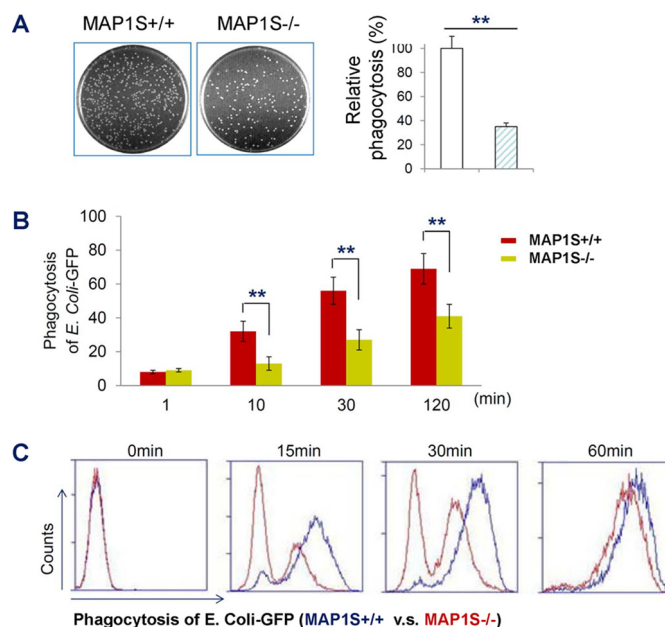 A
MAP1S+/+ MAP1S-/-
Relative
phagocytosis (%)
100
80
60
40
20
0
**
B
Phagocytosis
of E. Coli-GFP
100
80
60
40
20
0
**
**
**
MAP1S+/+
MAP1S-/-
1 10 30 120 (min)
C
0min 15min 30min 60min
Counts
Phagocytosis of E. Coli-GFP (MAP1S+/+ v.s. MAP1S-/-)